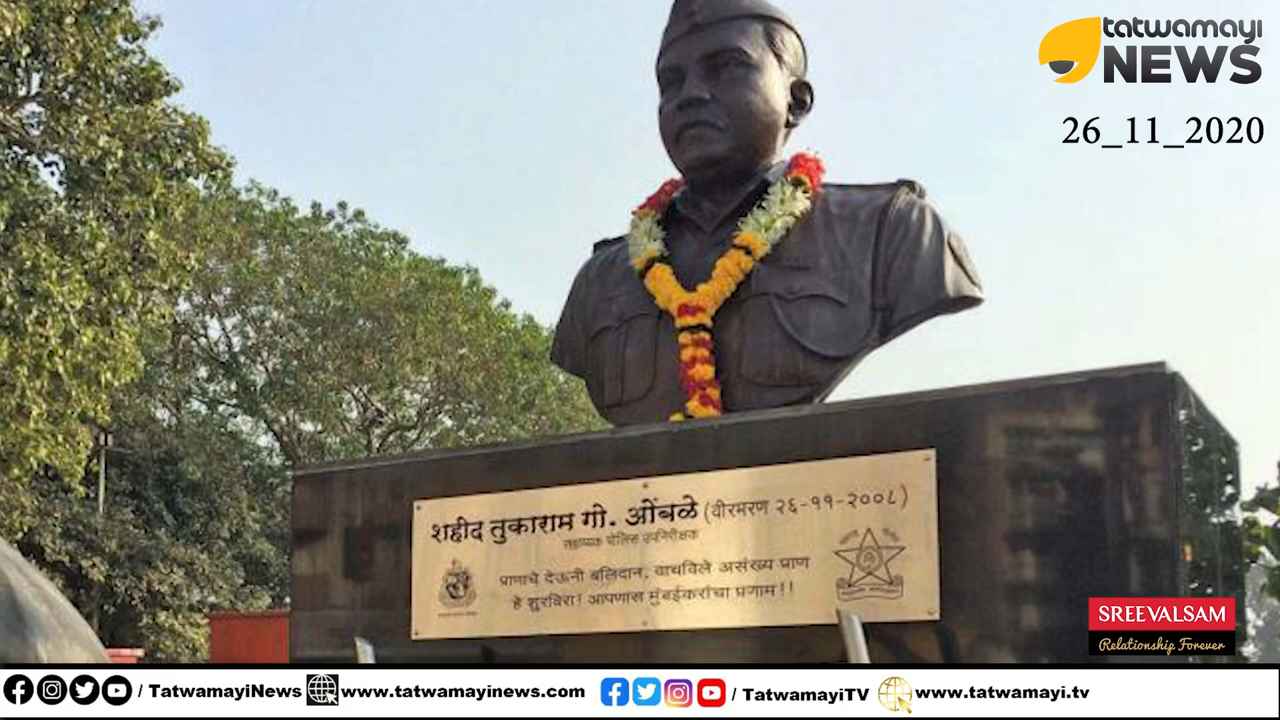 tatwamayi
NEWS
26_11_2020
शहीद तुकाराम गो. ओंबळे (वीरमरण २६-११-२००८)
सहाय्यक पोलिस उपनिरीक्षक
प्राणाचे देऊनी बलिदान, वाचविले असंख्य प्राण
हे शुरविरा! आपणास मुंबईकरांचा प्रणाम!!
SREEVALSAM
Relationship Forever
/ TatwamayiNews www.tatwamayinews.com / TatwamayiTV www.tatwamayi.tv